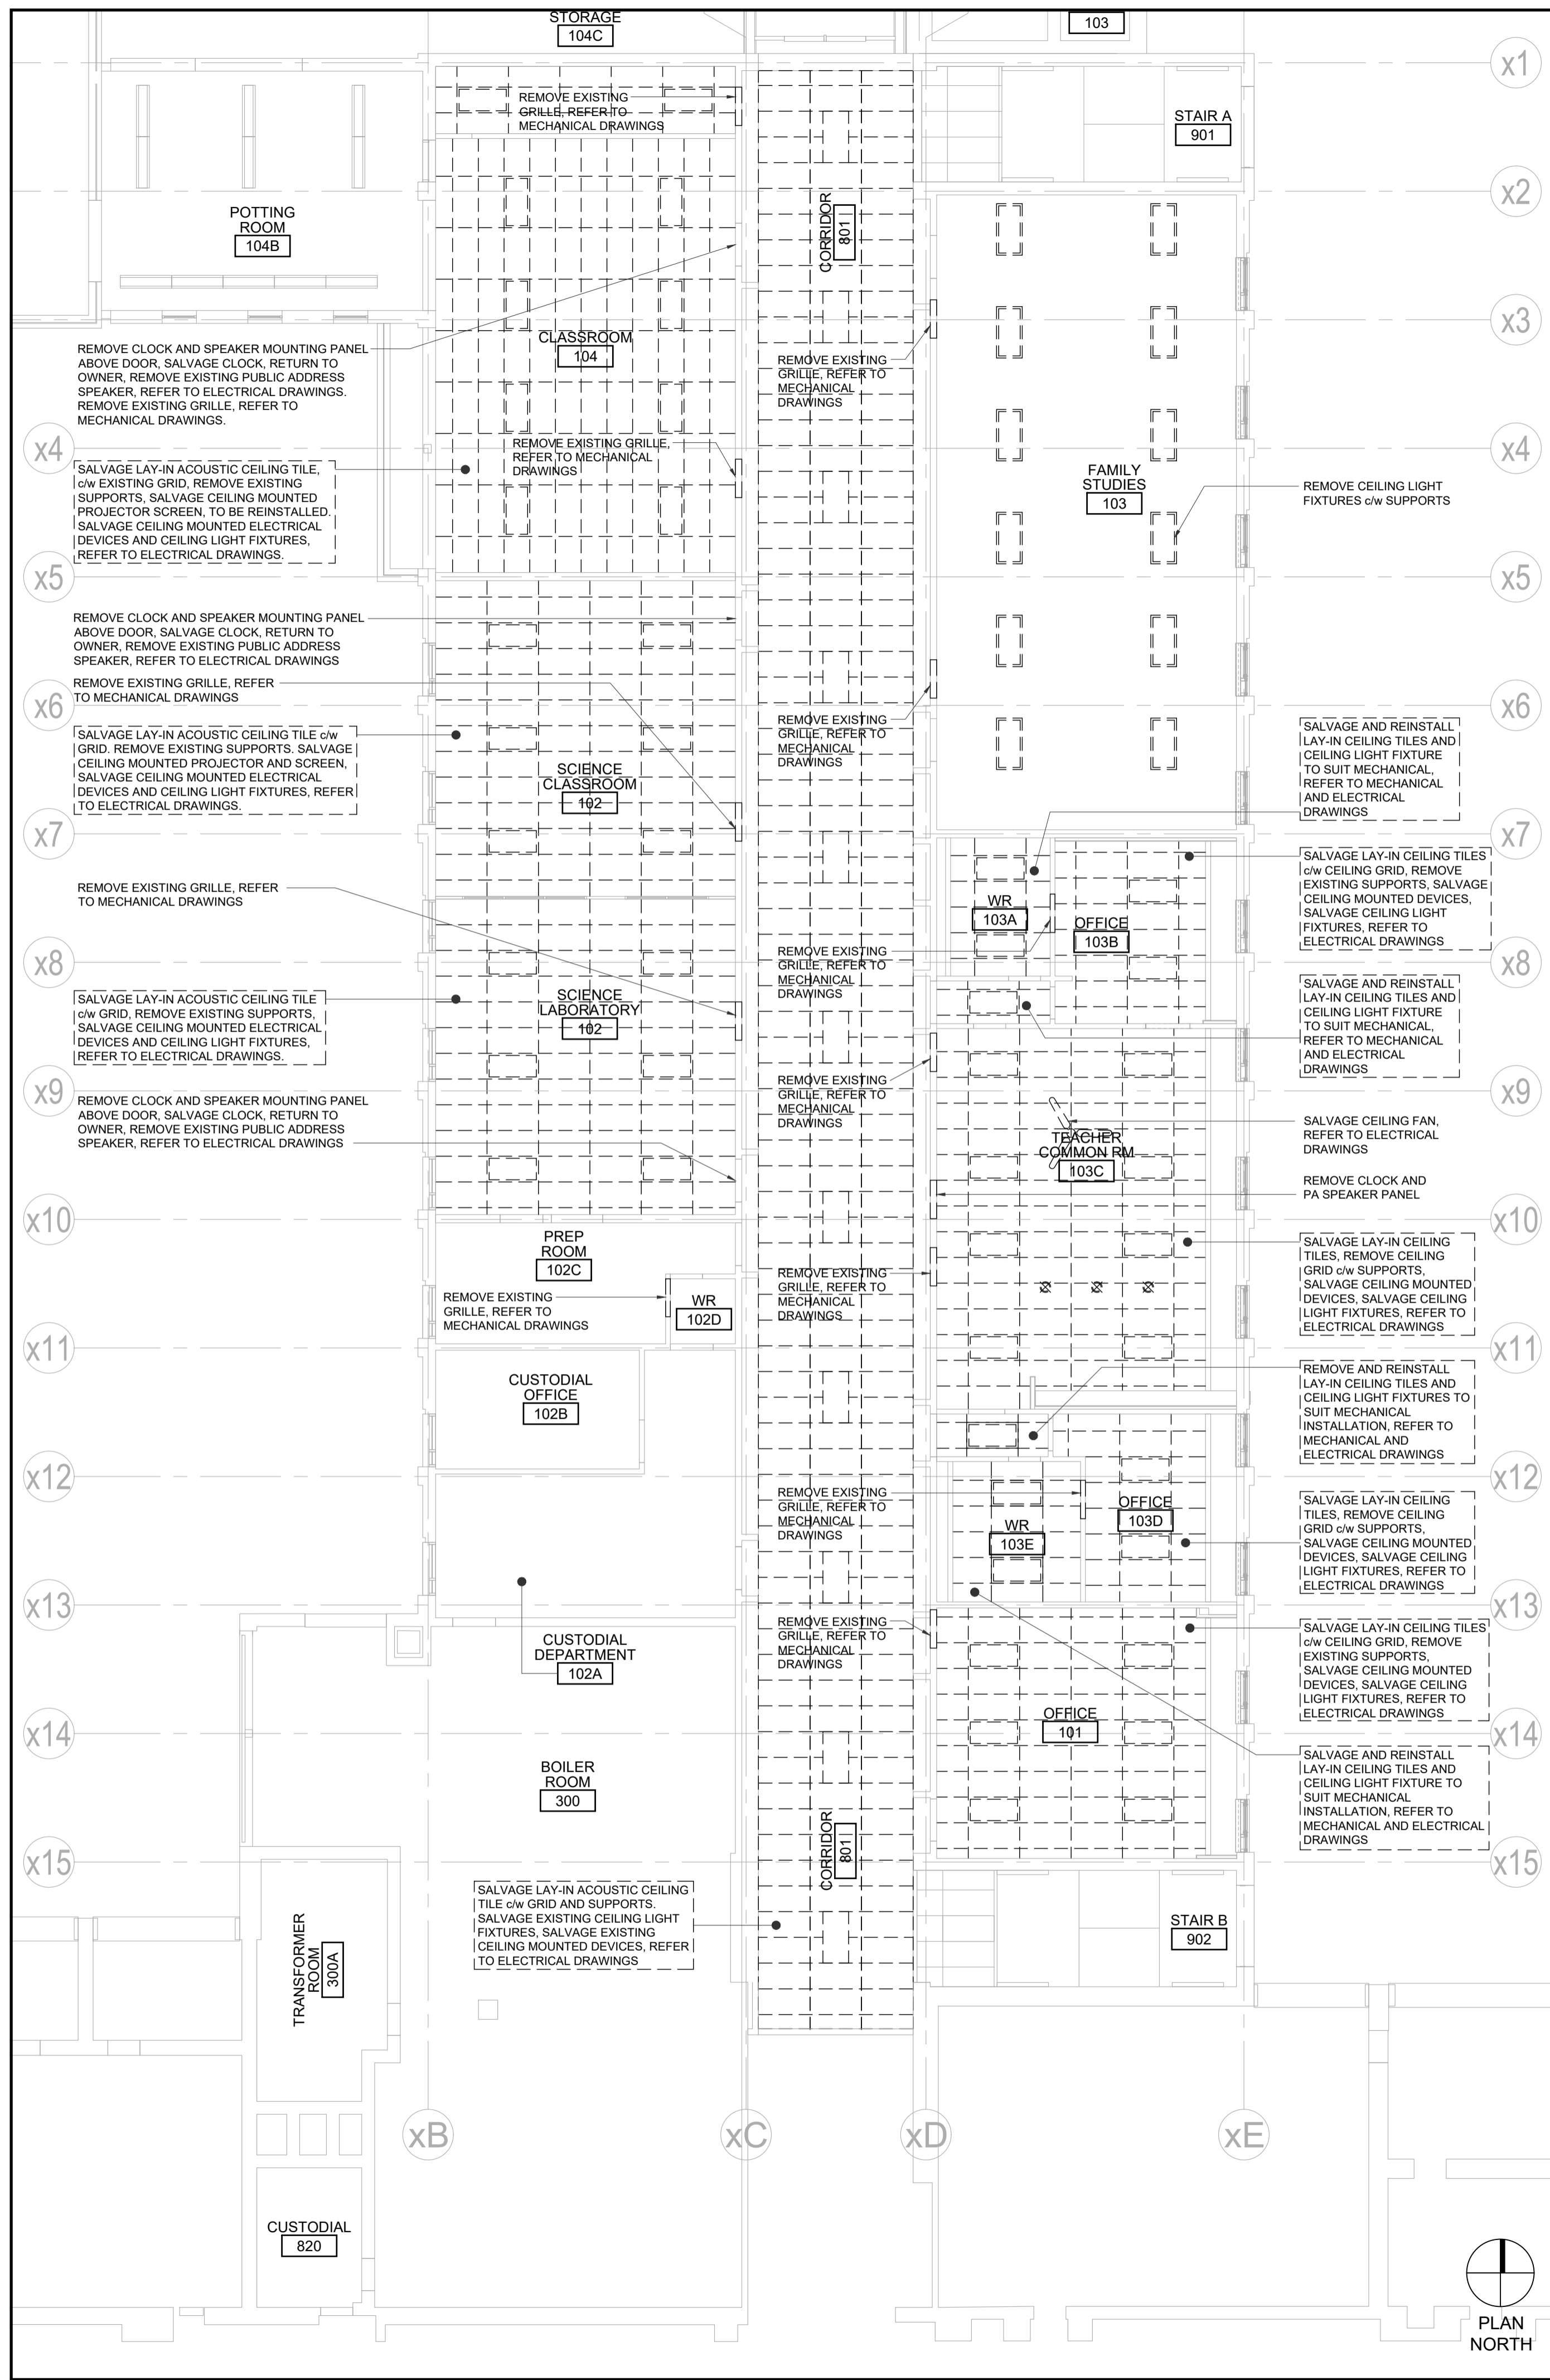 STORAGE
104C
103
x1
REMOVE EXISTING
GRILLE, REFER TO
MECHANICAL DRAWINGS
STAIR A
901
x2
POTTING
ROOM
104B
CORRIDOR
801
x3
CLASSROOM
104
REMOVE CLOCK AND SPEAKER MOUNTING PANEL
ABOVE DOOR, SALVAGE CLOCK, RETURN TO
OWNER, REMOVE EXISTING PUBLIC ADDRESS
SPEAKER, REFER TO ELECTRICAL DRAWINGS.
REMOVE EXISTING GRILLE, REFER TO
MECHANICAL DRAWINGS.
REMOVE EXISTING
GRILLE, REFER TO
MECHANICAL
DRAWINGS
x4
REMOVE EXISTING GRILLE,
REFER TO MECHANICAL
DRAWINGS
x4
SALVAGE LAY-IN ACOUSTIC CEILING TILE,
c/w EXISTING GRID, REMOVE EXISTING
SUPPORTS, SALVAGE CEILING MOUNTED
PROJECTOR SCREEN, TO BE REINSTALLED.
SALVAGE CEILING MOUNTED ELECTRICAL
DEVICES AND CEILING LIGHT FIXTURES,
REFER TO ELECTRICAL DRAWINGS.
FAMILY
STUDIES
103
REMOVE CEILING LIGHT
FIXTURES c/w SUPPORTS
x5
x5
REMOVE CLOCK AND SPEAKER MOUNTING PANEL
ABOVE DOOR, SALVAGE CLOCK, RETURN TO
OWNER, REMOVE EXISTING PUBLIC ADDRESS
SPEAKER, REFER TO ELECTRICAL DRAWINGS
REMOVE EXISTING GRILLE, REFER
TO MECHANICAL DRAWINGS
x6
x6
SALVAGE LAY-IN ACOUSTIC CEILING TILE c/w
GRID. REMOVE EXISTING SUPPORTS. SALVAGE
CEILING MOUNTED PROJECTOR AND SCREEN,
SALVAGE CEILING MOUNTED ELECTRICAL
DEVICES AND CEILING LIGHT FIXTURES, REFER
TO ELECTRICAL DRAWINGS.
SCIENCE
CLASSROOM
102
REMOVE EXISTING
GRILLE, REFER TO
MECHANICAL
DRAWINGS
SALVAGE AND REINSTALL
LAY-IN CEILING TILES AND
CEILING LIGHT FIXTURE
TO SUIT MECHANICAL,
REFER TO MECHANICAL
AND ELECTRICAL
DRAWINGS
x7
x7
REMOVE EXISTING GRILLE, REFER
TO MECHANICAL DRAWINGS
WR
103A
OFFICE
103B
SALVAGE LAY-IN CEILING TILES
c/w CEILING GRID, REMOVE
EXISTING SUPPORTS, SALVAGE
CEILING MOUNTED DEVICES,
SALVAGE CEILING LIGHT
FIXTURES, REFER TO
ELECTRICAL DRAWINGS
x8
REMOVE EXISTING
GRILLE, REFER TO
MECHANICAL
DRAWINGS
x8
SALVAGE LAY-IN ACOUSTIC CEILING TILE
c/w GRID, REMOVE EXISTING SUPPORTS,
SALVAGE CEILING MOUNTED ELECTRICAL
DEVICES AND CEILING LIGHT FIXTURES,
REFER TO ELECTRICAL DRAWINGS.
SCIENCE
LABORATORY
102
SALVAGE AND REINSTALL
LAY-IN CEILING TILES AND
CEILING LIGHT FIXTURE
TO SUIT MECHANICAL,
REFER TO MECHANICAL
AND ELECTRICAL
DRAWINGS
x9
x9
REMOVE CLOCK AND SPEAKER MOUNTING PANEL
ABOVE DOOR, SALVAGE CLOCK, RETURN TO
OWNER, REMOVE EXISTING PUBLIC ADDRESS
SPEAKER, REFER TO ELECTRICAL DRAWINGS
REMOVE EXISTING
GRILLE, REFER TO
MECHANICAL
DRAWINGS
TEACHER
COMMON RM
103C
SALVAGE CEILING FAN,
REFER TO ELECTRICAL
DRAWINGS
REMOVE CLOCK AND
PA SPEAKER PANEL
x10
x10
PREP
ROOM
102C
REMOVE EXISTING
GRILLE, REFER TO
MECHANICAL DRAWINGS
WR
102D
REMOVE EXISTING
GRILLE, REFER TO
MECHANICAL
DRAWINGS
SALVAGE LAY-IN CEILING
TILES, REMOVE CEILING
GRID c/w SUPPORTS,
SALVAGE CEILING MOUNTED
DEVICES, SALVAGE CEILING
LIGHT FIXTURES, REFER TO
ELECTRICAL DRAWINGS
x11
x11
CUSTODIAL
OFFICE
102B
REMOVE AND REINSTALL
LAY-IN CEILING TILES AND
CEILING LIGHT FIXTURES TO
SUIT MECHANICAL
INSTALLATION, REFER TO
MECHANICAL AND
ELECTRICAL DRAWINGS
x12
x12
REMOVE EXISTING
GRILLE, REFER TO
MECHANICAL
DRAWINGS
WR
103E
OFFICE
103D
SALVAGE LAY-IN CEILING
TILES, REMOVE CEILING
GRID c/w SUPPORTS,
SALVAGE CEILING MOUNTED
DEVICES, SALVAGE CEILING
LIGHT FIXTURES, REFER TO
ELECTRICAL DRAWINGS
x13
x13
CUSTODIAL
DEPARTMENT
102A
REMOVE EXISTING
GRILLE, REFER TO
MECHANICAL
DRAWINGS
SALVAGE LAY-IN CEILING TILES
c/w CEILING GRID, REMOVE
EXISTING SUPPORTS,
SALVAGE CEILING MOUNTED
DEVICES, SALVAGE CEILING
LIGHT FIXTURES, REFER TO
ELECTRICAL DRAWINGS
OFFICE
101
x14
x14
BOILER
ROOM
300
SALVAGE AND REINSTALL
LAY-IN CEILING TILES AND
CEILING LIGHT FIXTURE TO
SUIT MECHANICAL
INSTALLATION, REFER TO
MECHANICAL AND ELECTRICAL
DRAWINGS
CORRIDOR
801
x15
x15
SALVAGE LAY-IN ACOUSTIC CEILING
TILE c/w GRID AND SUPPORTS.
SALVAGE EXISTING CEILING LIGHT
FIXTURES, SALVAGE EXISTING
CEILING MOUNTED DEVICES, REFER
TO ELECTRICAL DRAWINGS
STAIR B
902
TRANSFORMER
ROOM
300A
xB
xC
xD
xE
CUSTODIAL
820
PLAN
NORTH